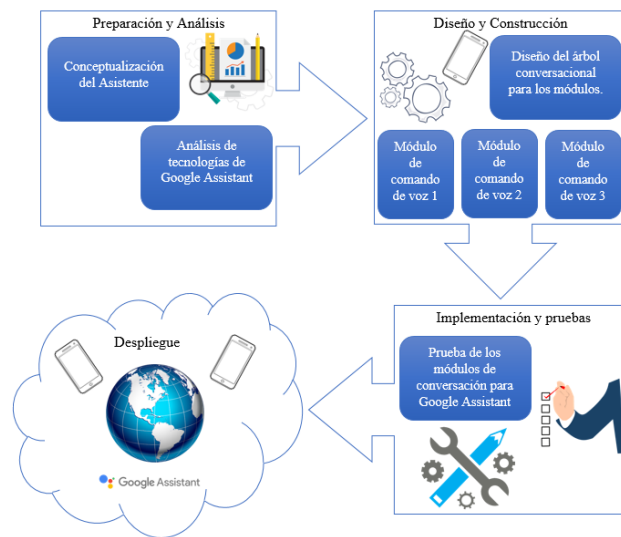 Preparación y Análisis
Conceptualización
del Asistente
Análisis de
tecnologías de
Google Assistant
Diseño y Construcción
Diseño del árbol
conversacional
para los módulos.
Módulo
de
comando
de voz 1
Módulo
de
comando
de voz 2
Módulo
de
comando
de voz 3
Implementación y pruebas
Prueba de los
módulos de
conversación para
Google Assistant
Despliegue
Google Assistant